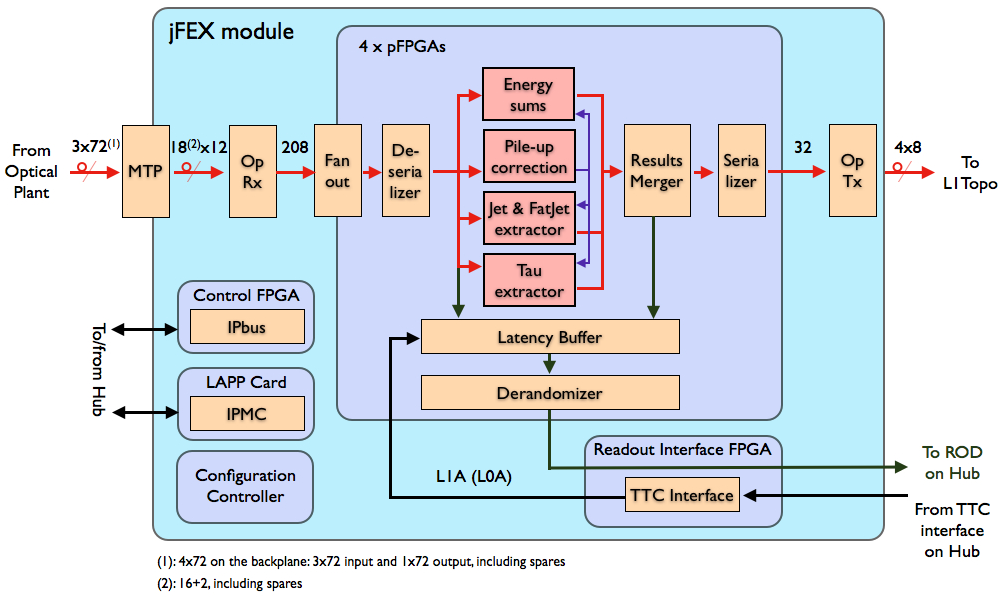 jFEX module
4 x pFPGAs
From
Optical
Plant
3x72(1)
MTP
18(2)x12
Op
Rx
208
Fan
out
De-
seria
lizer
Energy
sums
Pile-up
correction
Jet & FatJet
extractor
Tau
extractor
Results
Merger
Seria
lizer
32
Op
Tx
4x8
To
L1Topo
Latency Buffer
Derandomizer
Control FPGA
IPbus
LAPP Card
IPMC
To/from Hub
Configuration
Controller
L1A (L0A)
Readout Interface FPGA
TTC Interface
To ROD
on Hub
From TTC
interface
on Hub
(1): 4x72 on the backplane: 3x72 input and 1x72 output, including spares
(2): 16+2, including spares